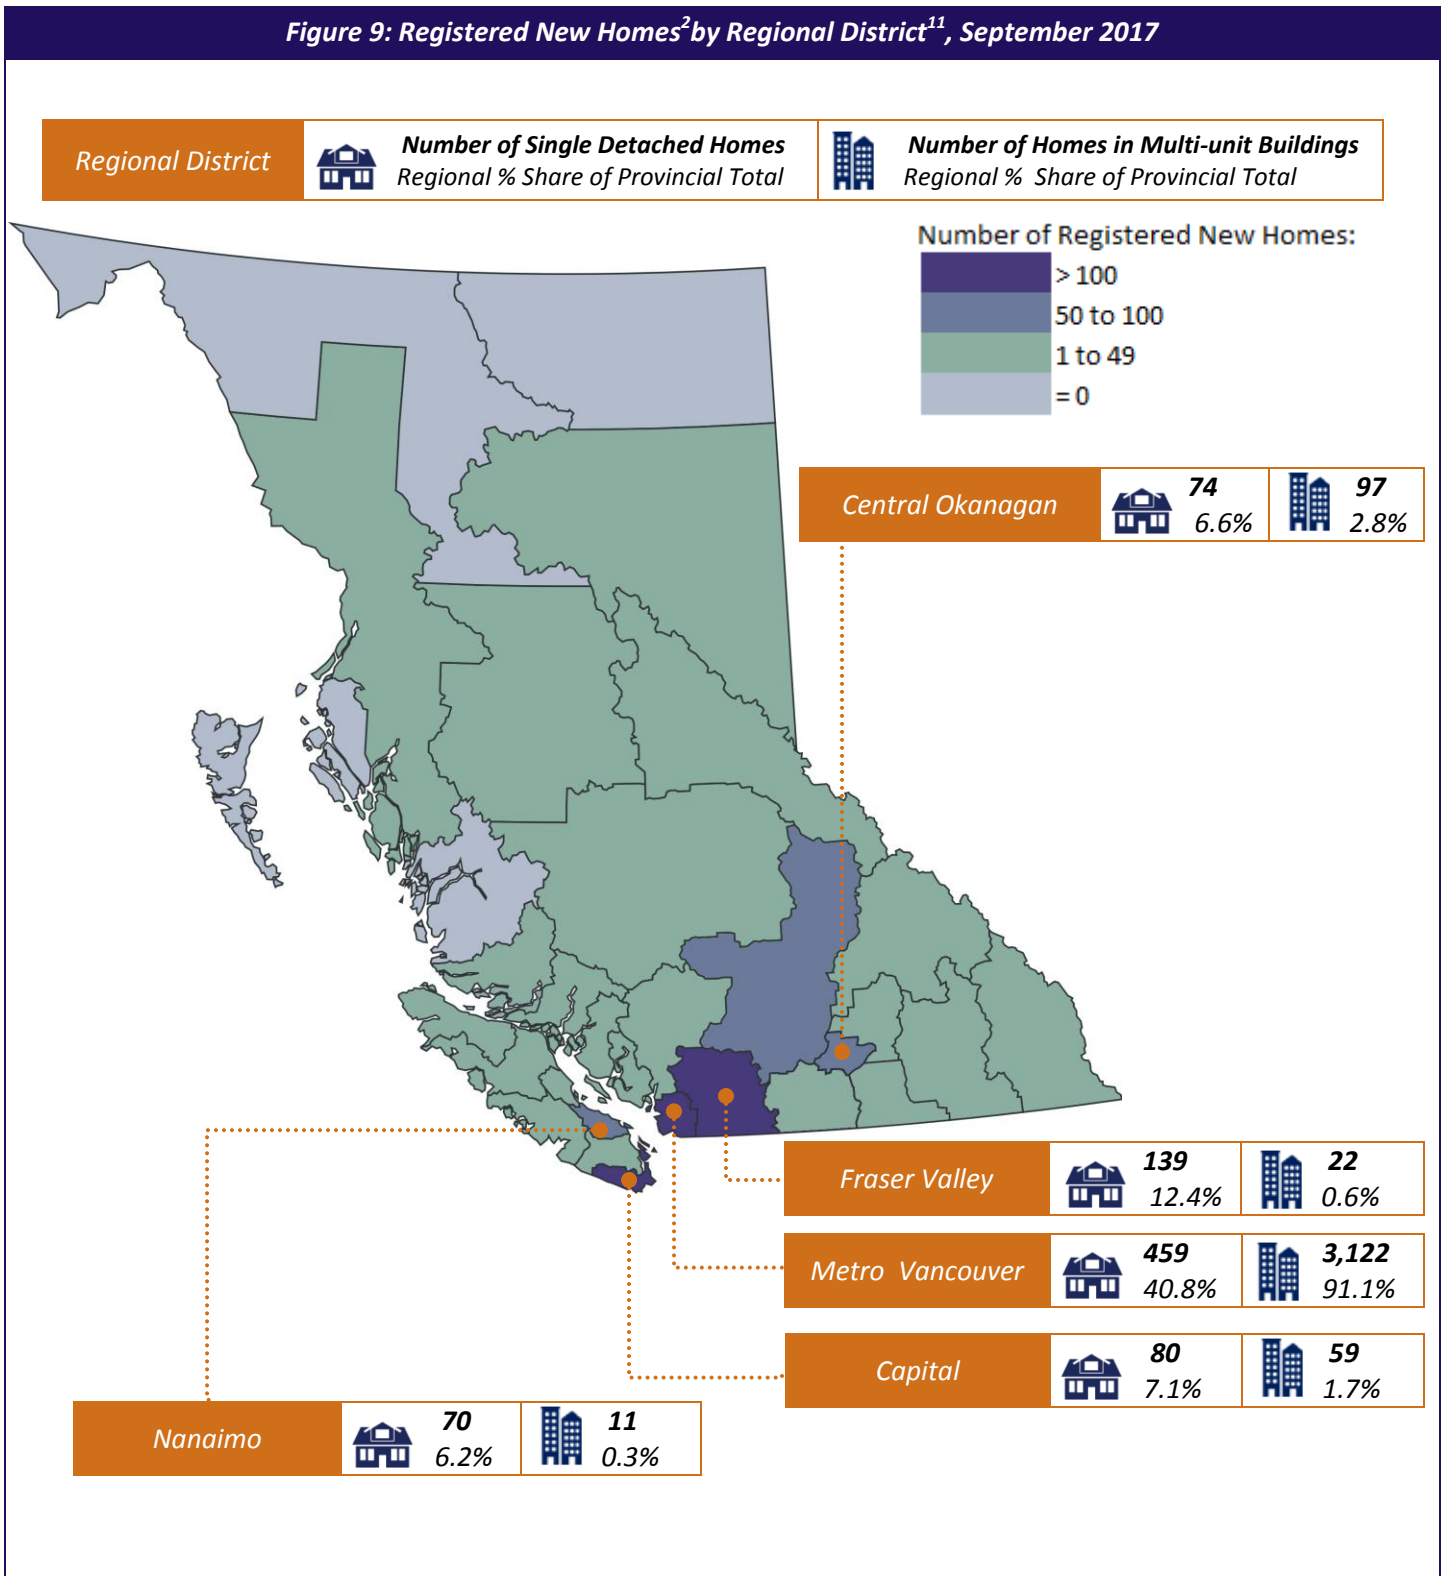 Figure 9: Registered New Homes2 by Regional District11, September 2017
Regional District
Number of Single Detached Homes
Regional % Share of Provincial Total
Number of Homes in Multi-unit Buildings
Regional % Share of Provincial Total
Number of Registered New Homes:
> 100
50 to 100
1 to 49
= 0
Central Okanagan
74
6.6%
97
2.8%
Fraser Valley
139
12.4%
22
0.6%
Metro Vancouver
459
40.8%
3,122
91.1%
Capital
80
7.1%
59
1.7%
Nanaimo
70
6.2%
11
0.3%